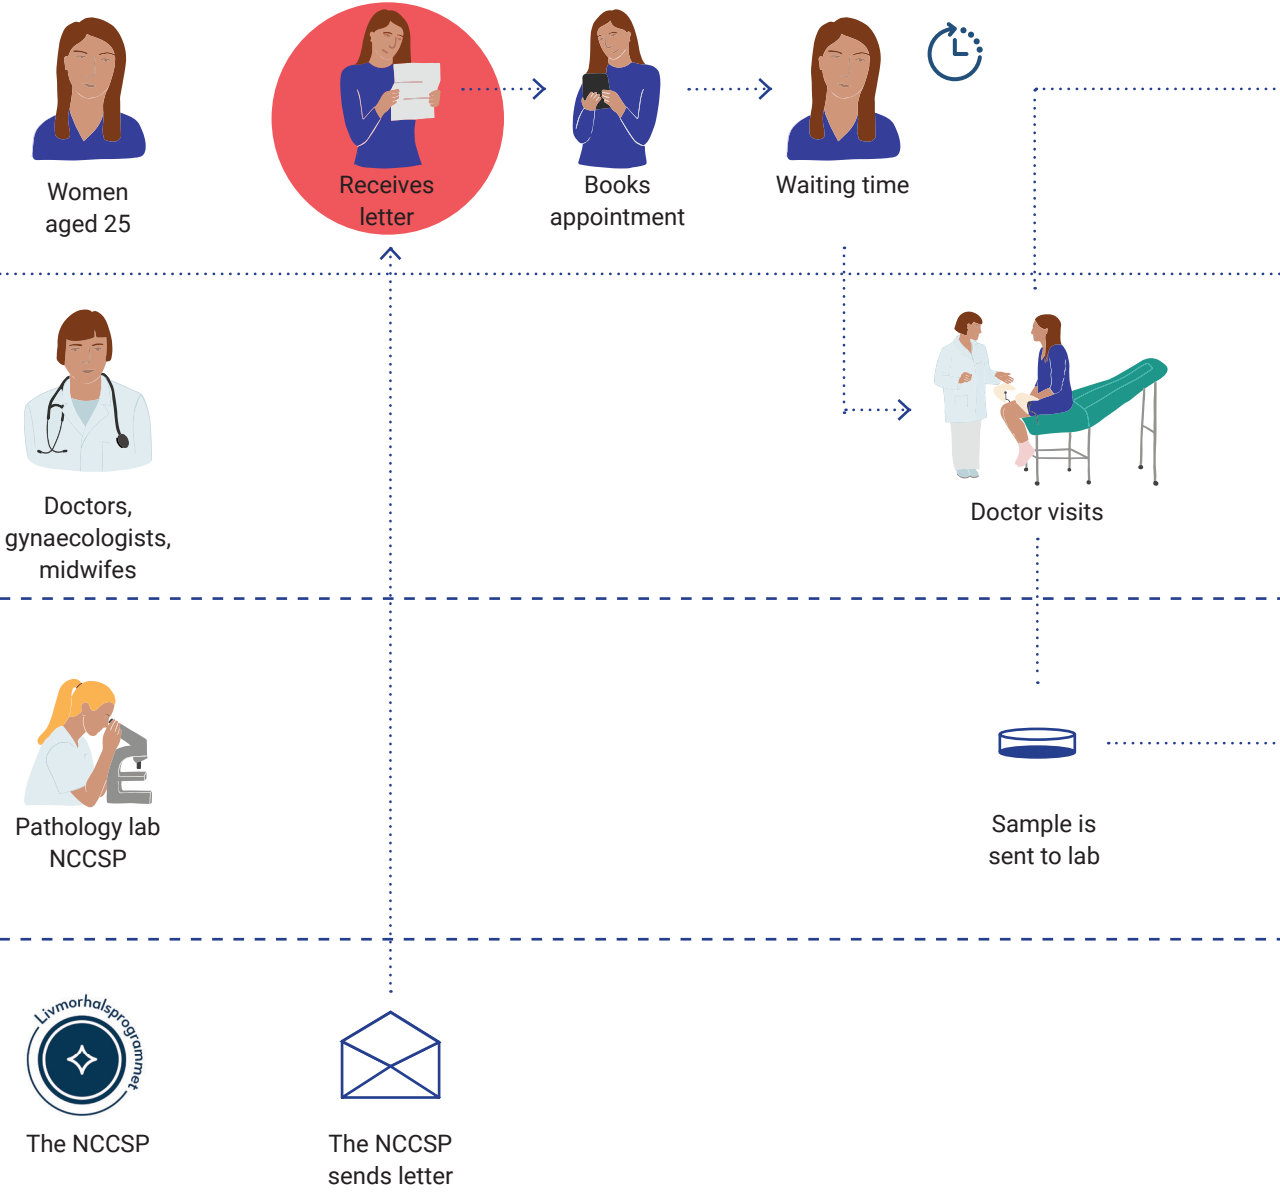 Women
aged 25
Receives
letter
Books
appointment
Waiting time
Doctors,
gynaecologists,
midwifes
Doctor visits
Pathology lab
NCCSP
Sample is
sent to lab
Livmorhalsprogrammet
The NCCSP
The NCCSP
sends letter